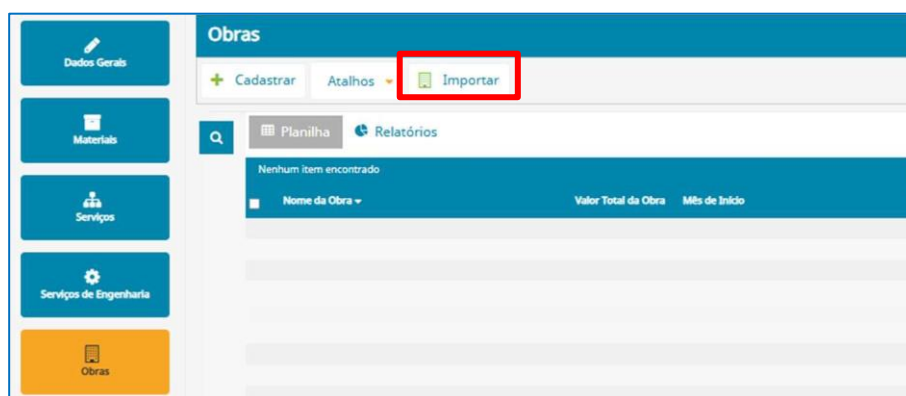 Dados Gerais
Materiais
Serviços
Serviços de Engenharia
Obras
Obras
Cadastrar Atalhos Importar
Planilha Relatórios
Nenhum item encontrado
Nome da Obra Valor Total da Obra Mês de Início